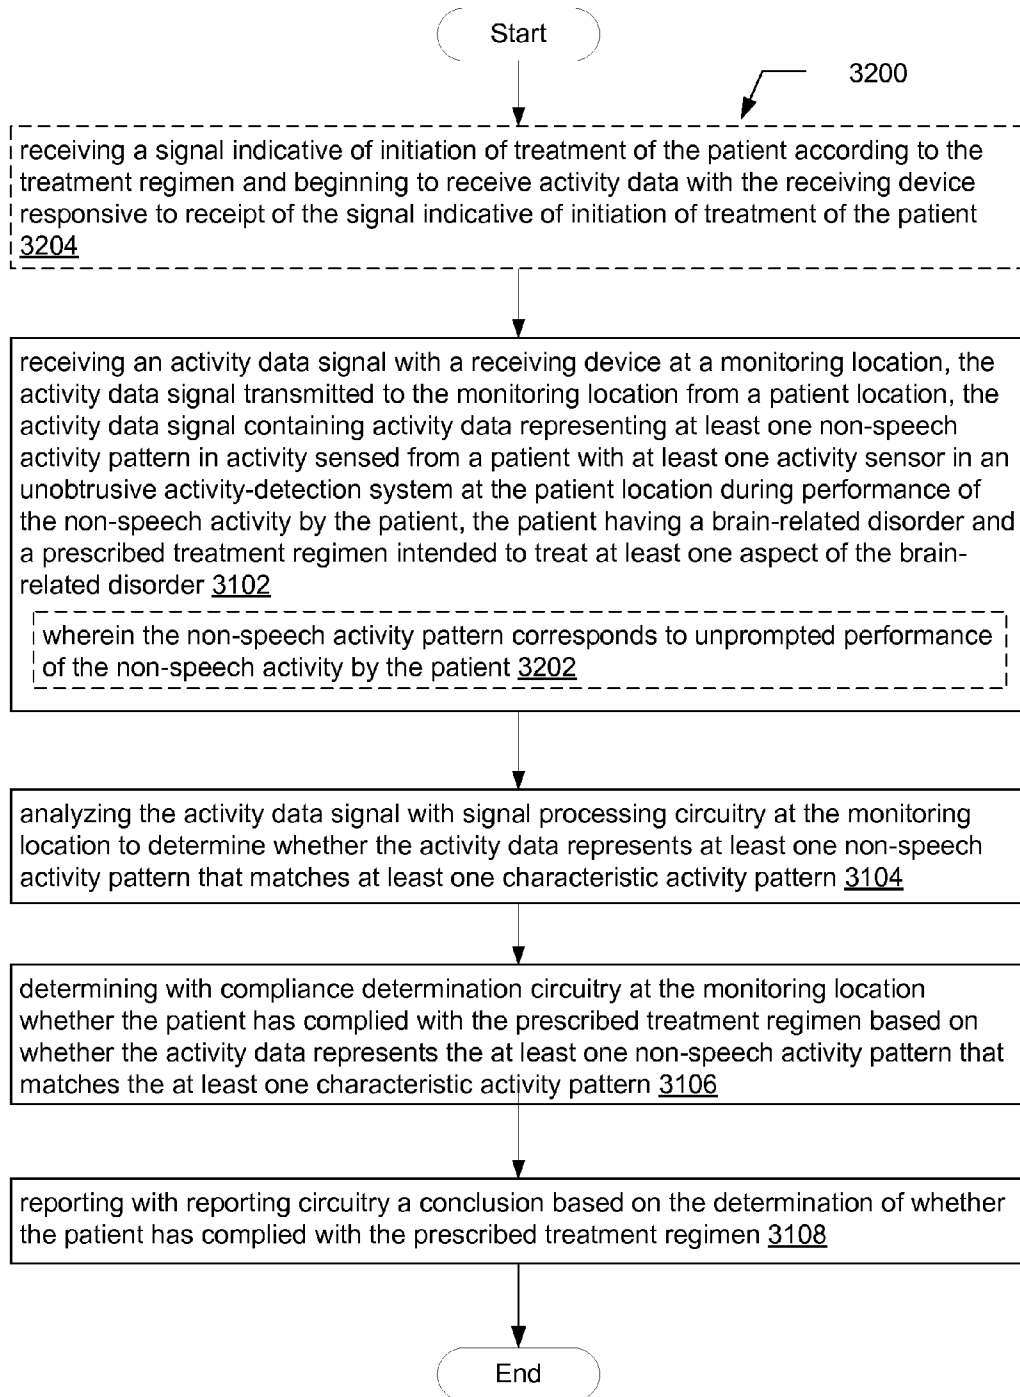 Start
3200
receiving a signal indicative of initiation of treatment of the patient according to the
treatment regimen and beginning to receive activity data with the receiving device
responsive to receipt of the signal indicative of initiation of treatment of the patient
3204
receiving an activity data signal with a receiving device at a monitoring location, the
activity data signal transmitted to the monitoring location from a patient location, the
activity data signal containing activity data representing at least one non-speech
activity pattern in activity sensed from a patient with at least one activity sensor in an
unobtrusive activity-detection system at the patient location during performance of
the non-speech activity by the patient, the patient having a brain-related disorder and
a prescribed treatment regimen intended to treat at least one aspect of the brain-
related disorder 3102
wherein the non-speech activity pattern corresponds to unprompted performance
of the non-speech activity by the patient 3202
analyzing the activity data signal with signal processing circuitry at the monitoring
location to determine whether the activity data represents at least one non-speech
activity pattern that matches at least one characteristic activity pattern 3104
determining with compliance determination circuitry at the monitoring location
whether the patient has complied with the prescribed treatment regimen based on
whether the activity data represents the at least one non-speech activity pattern that
matches the at least one characteristic activity pattern 3106
reporting with reporting circuitry a conclusion based on the determination of whether
the patient has complied with the prescribed treatment regimen 3108
End